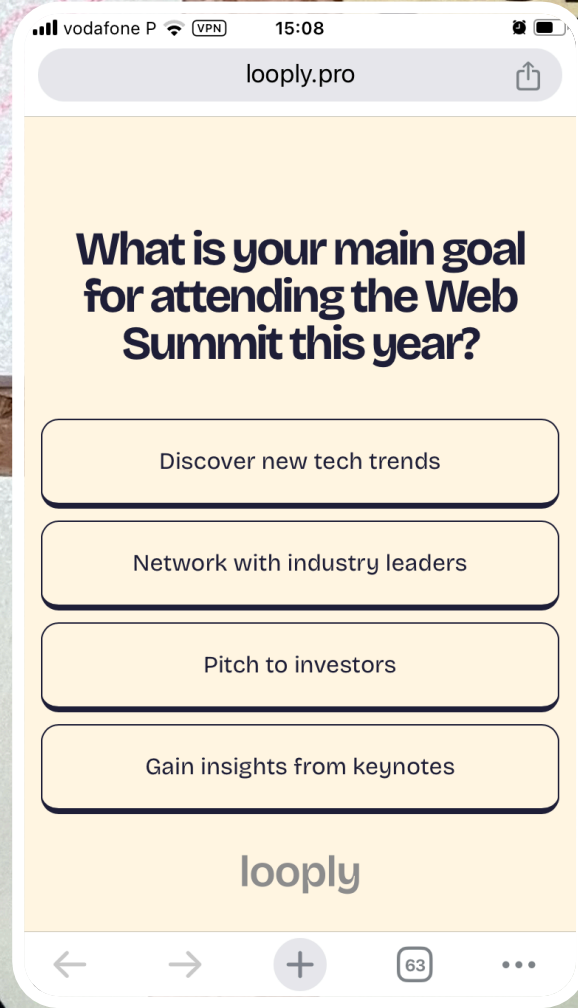 vodafone P VPN 15:08
looply.pro
What is your main goal
for attending the Web
Summit this year?
Discover new tech trends
Network with industry leaders
Pitch to investors
Gain insights from keynotes
looply
63